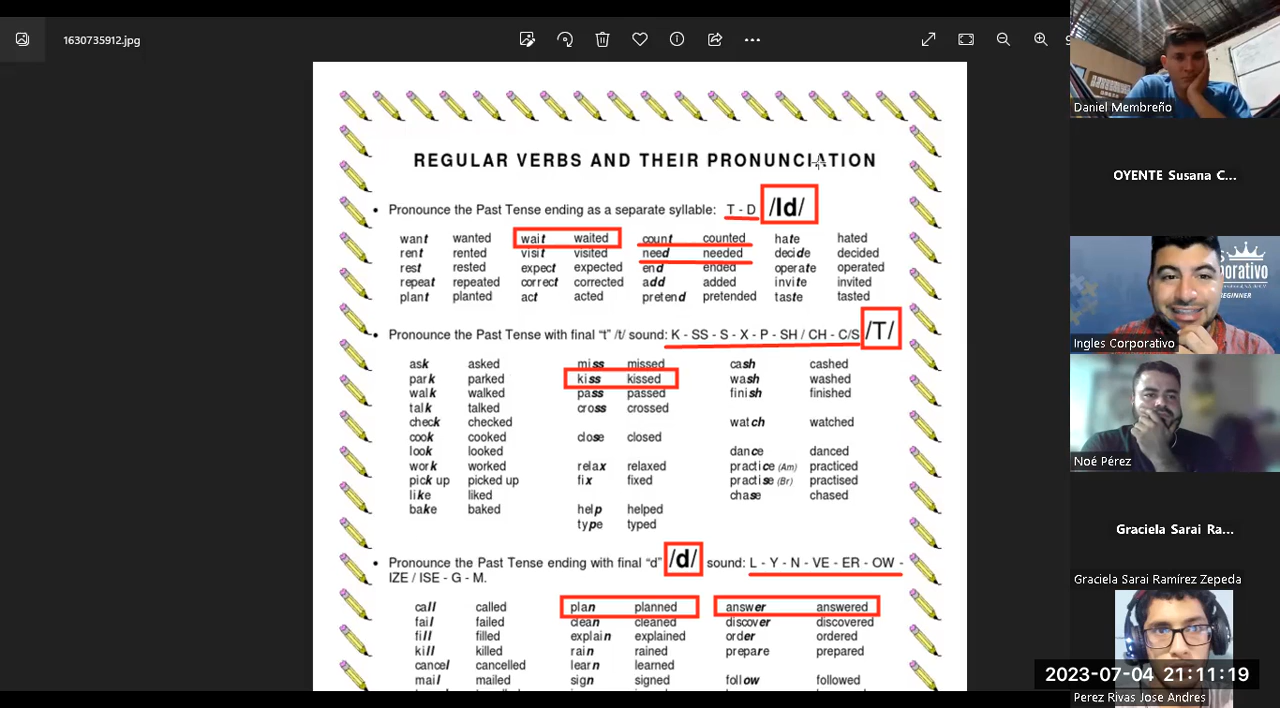 1630735912.jpg
REGULAR VERBS AND THEIR PRONUNCIATION
• Pronounce the Past Tense ending as a separate syllable: T - D /Id/
want wanted wait waited count counted hate hated
rent rented visit visited need needed decide decided
rest rested expect expected end ended operate operated
repeat repeated correct corrected add added invite invited
plant planted act acted pretend pretended taste tasted
• Pronounce the Past Tense with final “t” /t/ sound: K - SS - S - X - P - SH / CH - C/S /T/
ask asked miss missed cash cashed
park parked kiss kissed wash washed
walk walked pass passed finish finished
talk talked cross crossed
check checked watch watched
cook cooked close closed
look looked dance danced
work worked relax relaxed practice (Am) practiced
pick up picked up fix fixed practise (Br) practised
like liked chase chased
bake baked help helped
type typed
• Pronounce the Past Tense ending with final “d” /d/ sound: L - Y - N - VE - ER - OW -
IZE / ISE - G - M.
call called plan planned answer answered
fail failed clean cleaned discover discovered
fill filled explain explained order ordered
kill killed rain rained prepare prepared
cancel cancelled learn learned
mail mailed sign signed follow followed
Daniel Membreño
OYENTE Susana C...
orativo
BEGINNER
Ingles Corporativo
Noé Pérez
Graciela Sarai Ra...
Graciela Sarai Ramírez Zepeda
2023-07-04 21:11:19
Perez Rivas Jose Andres